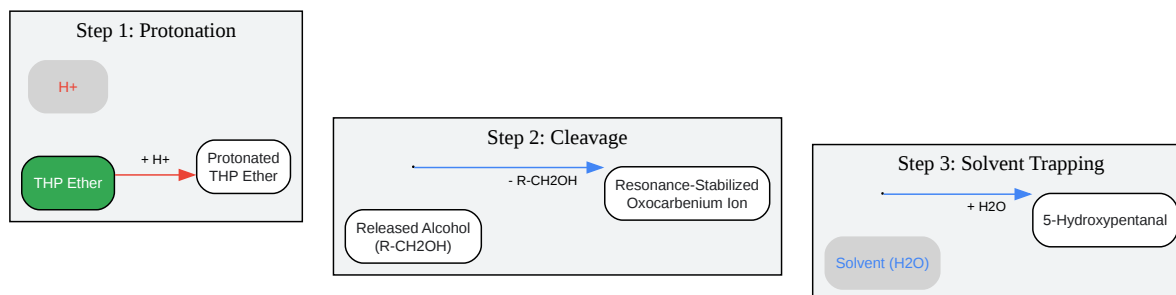 Step 1: Protonation
H+
THP Ether
+ H+
Protonated
THP Ether
Step 2: Cleavage
- R-CH2OH
Resonance-Stabilized
Oxocarbenium Ion
Released Alcohol
(R-CH2OH)
Step 3: Solvent Trapping
+ H2O
5-Hydroxypentanal
Solvent (H2O)